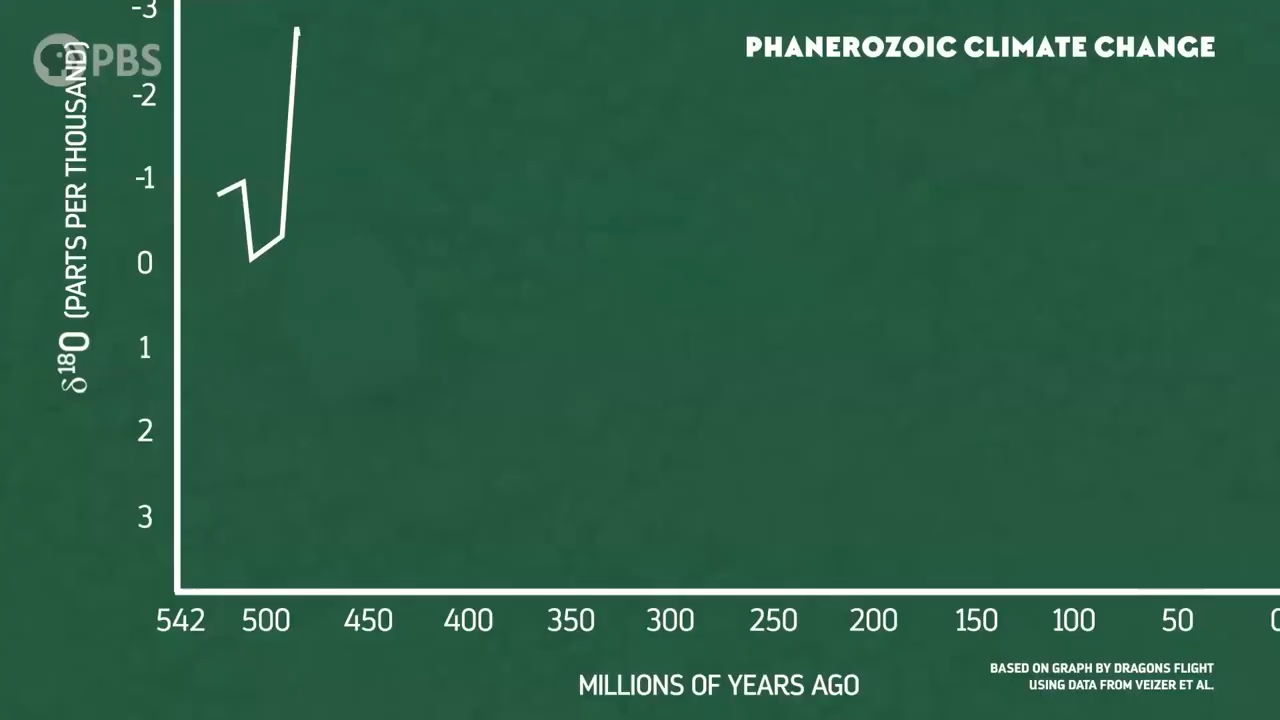 PBS
PHANEROZOIC CLIMATE CHANGE
δ18O (PARTS PER THOUSAND)
-3
-2
-1
0
1
2
3
542 500 450 400 350 300 250 200 150 100 50 0
MILLIONS OF YEARS AGO
BASED ON GRAPH BY DRAGONS FLIGHT
USING DATA FROM VEIZER ET AL.